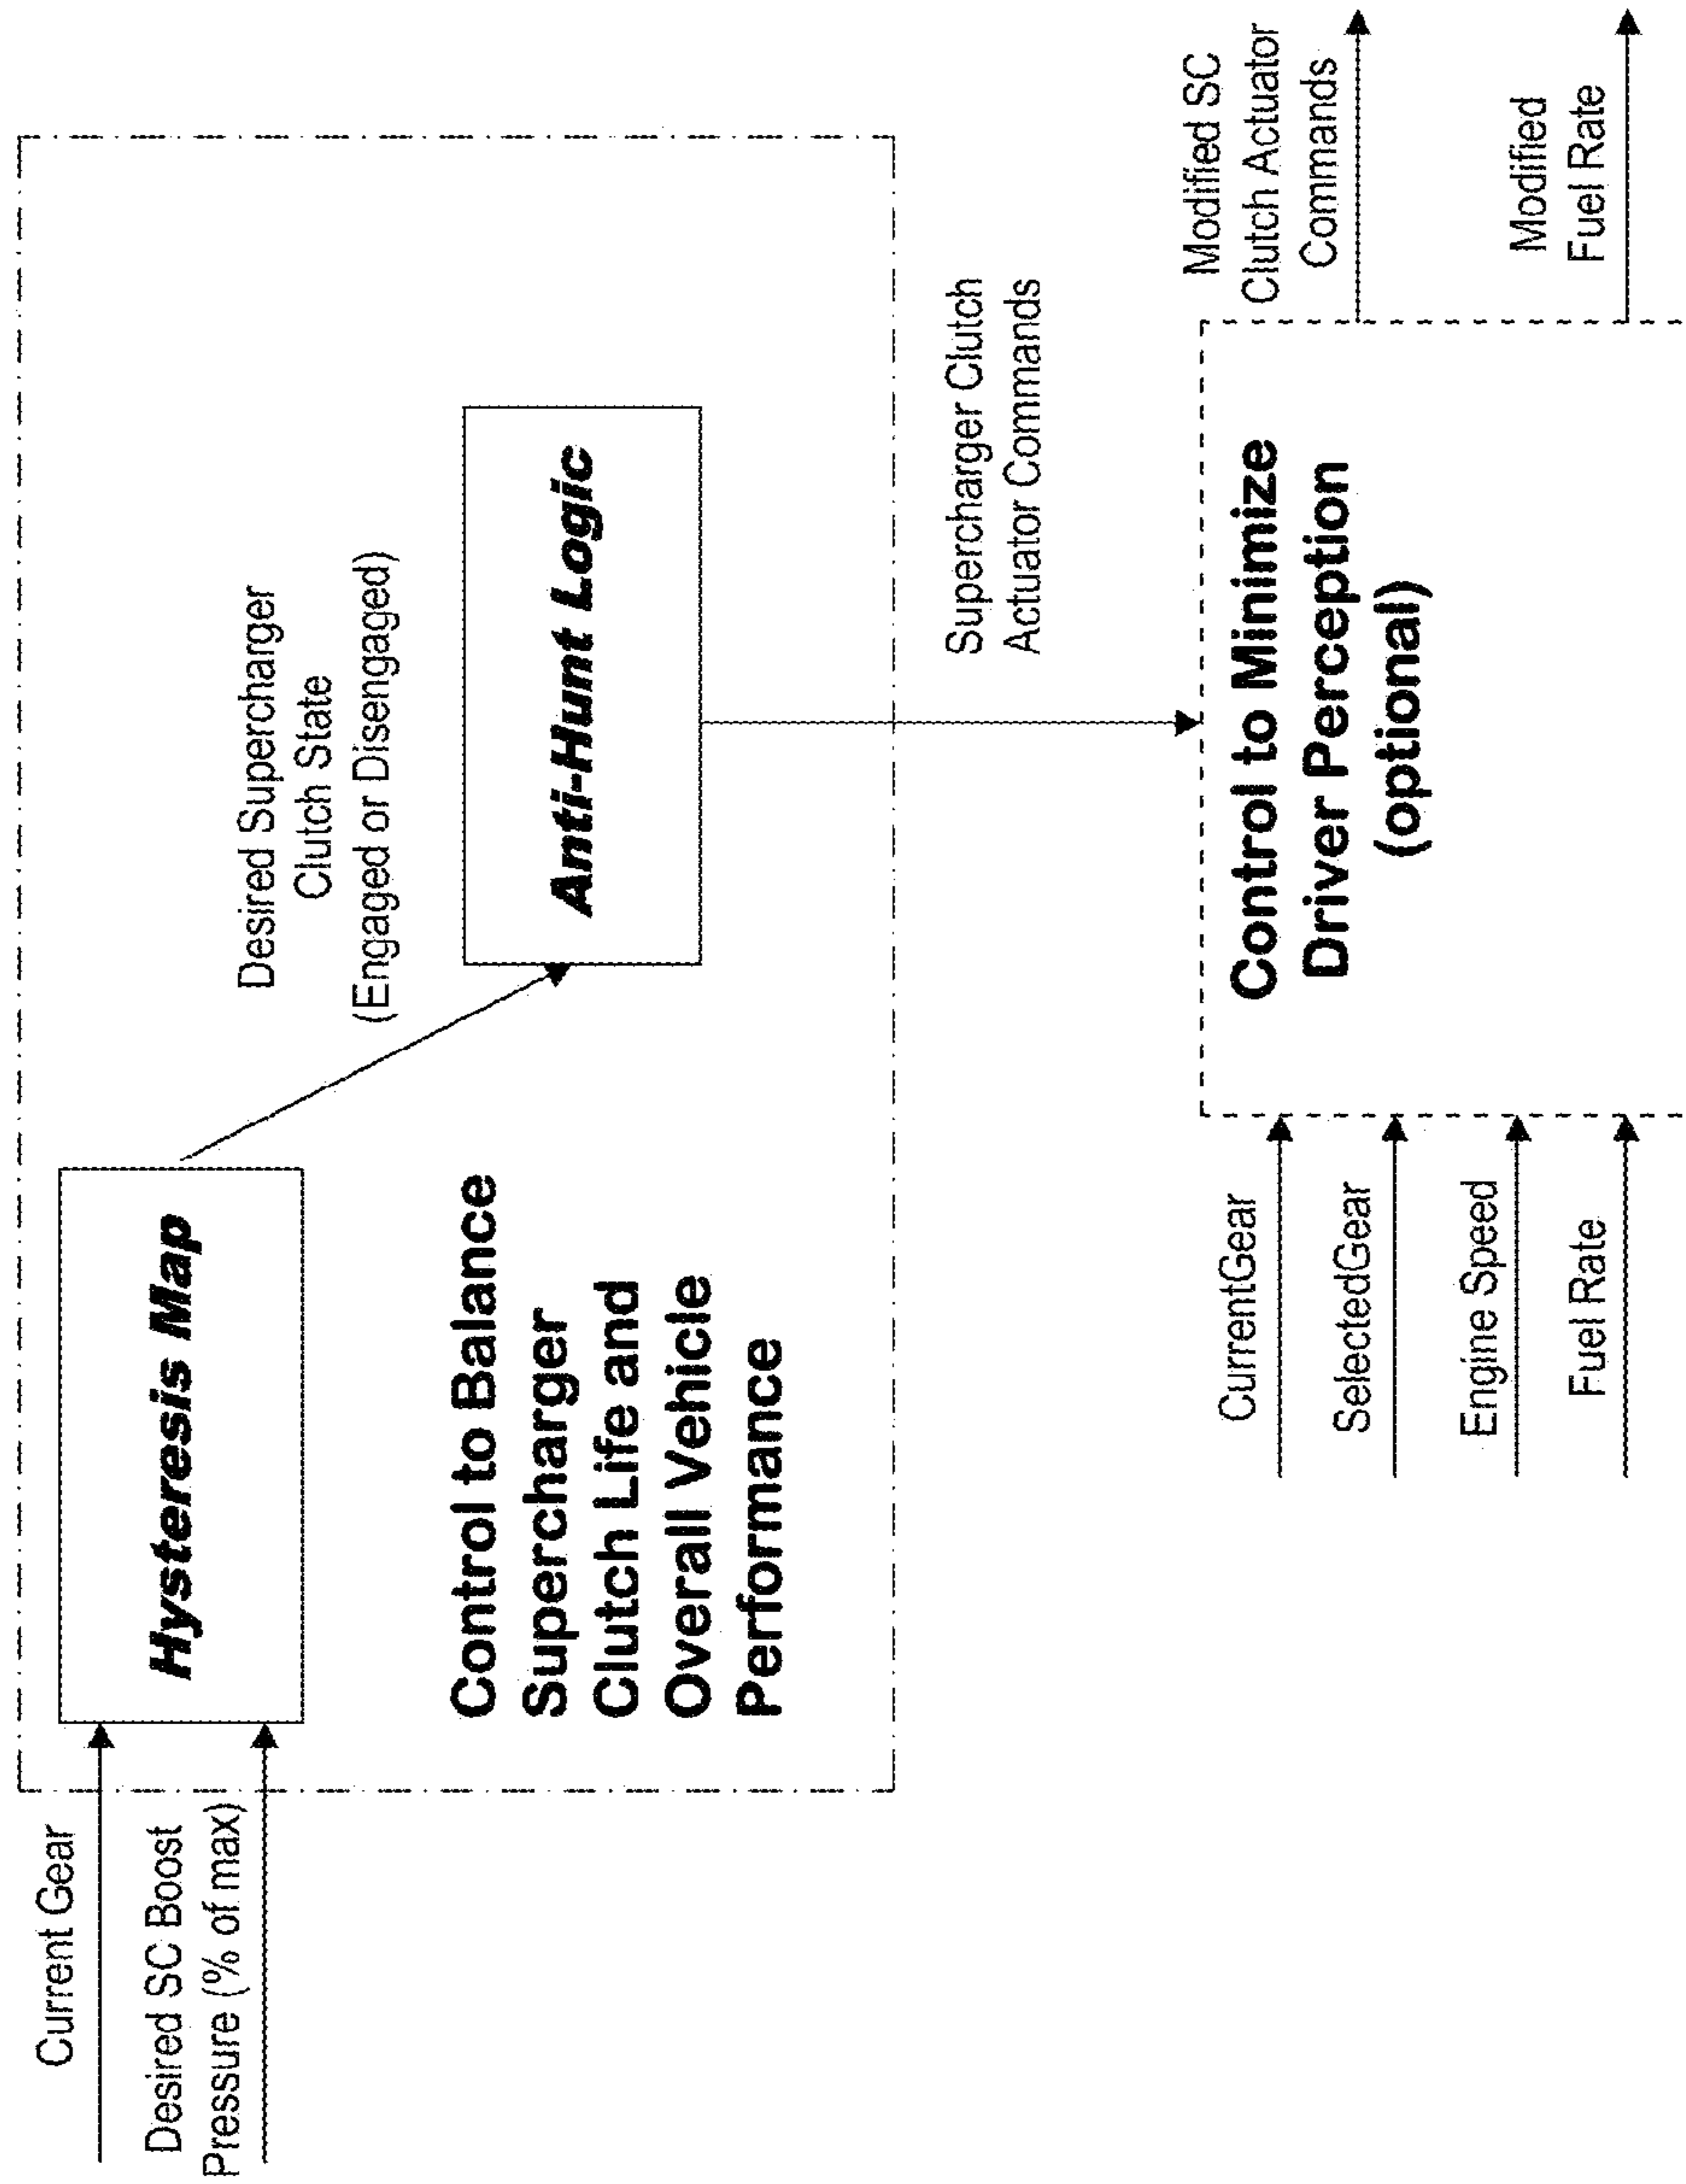 Current Gear
Desired SC Boost
Pressure (% of max)
Hysteresis Map
Desired Supercharger
Clutch State
(Engaged or Disengaged)
Anti-Hunt Logic
Control to Balance
Supercharger
Clutch Life and
Overall Vehicle
Performance
Supercharger Clutch
Actuator Commands
CurrentGear
SelectedGear
Engine Speed
Fuel Rate
Control to Minimize
Driver Perception
(optional)
Modified SC
Clutch Actuator
Commands
Modified
Fuel Rate